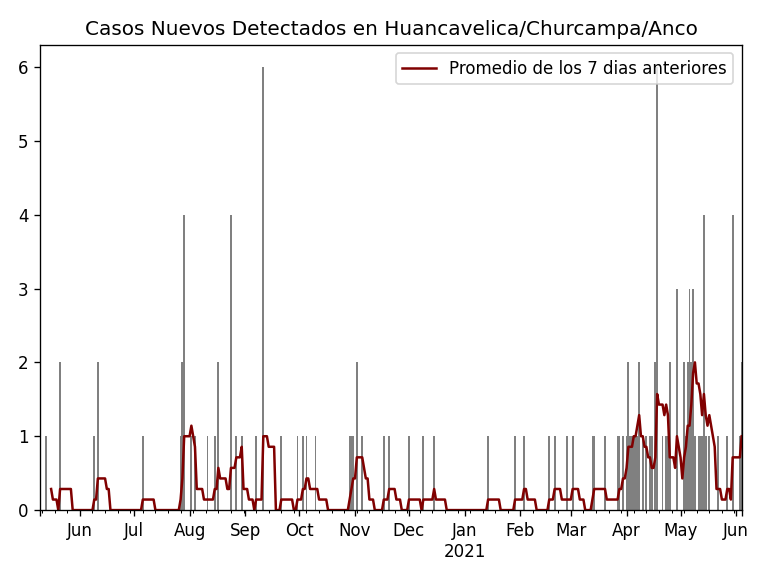 Casos Nuevos Detectados en Huancavelica/Churcampa/Anco
Promedio de los 7 dias anteriores
6
5
4
3
2
1
0
Jun Jul Aug Sep Oct Nov Dec Jan Feb Mar Apr May Jun
2021